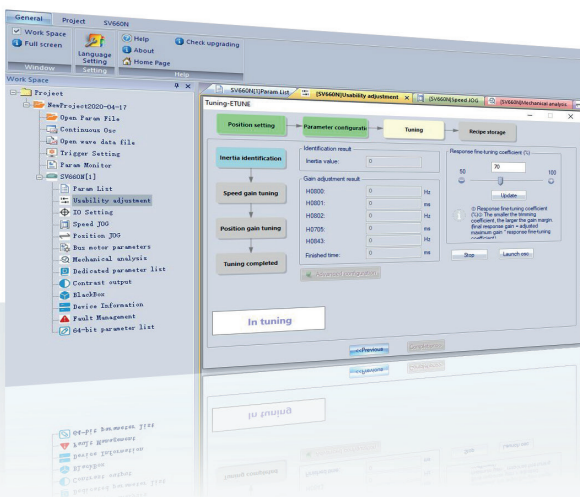 General Project SV660N
Work Space
Full screen
Window
Language
Setting
Setting
Help
About
Home Page
Check upgrading
Help
Work Space
Project
NewProject2020-04-17
Open Param File
Continuous Osc
Open wave data file
Trigger Setting
Param Monitor
SV660N[1]
Param List
Usability adjustment
IO Setting
Speed JOG
Position JOG
Bus motor parameters
Mechanical analysis
Dedicated parameter list
Contrast output
BlackBox
Device Information
Fault Management
64-bit parameter list
SV660N[1]Param List
[SV660N]Usability adjustment
[SV660N]Speed JOG
[SV660N]Mechanical analysis
Tuning-ETUNE
Position setting
Parameter configurati
Tuning
Recipe storage
Inertia identification
Speed gain tuning
Position gain tuning
Tuning completed
Identification result
Inertia value: 0
Gain adjustment result
H0800: 0 Hz
H0801: 0 ms
H0802: 0
H0705: 0 ms
H0843: 0 Hz
Finished time: 0 ms
Advanced configuration
Response fine-tuning coefficient (%)
70
50 100
Update
coefficient, the larger the gain margin.
Stop Launch osc
In tuning
<<Previous